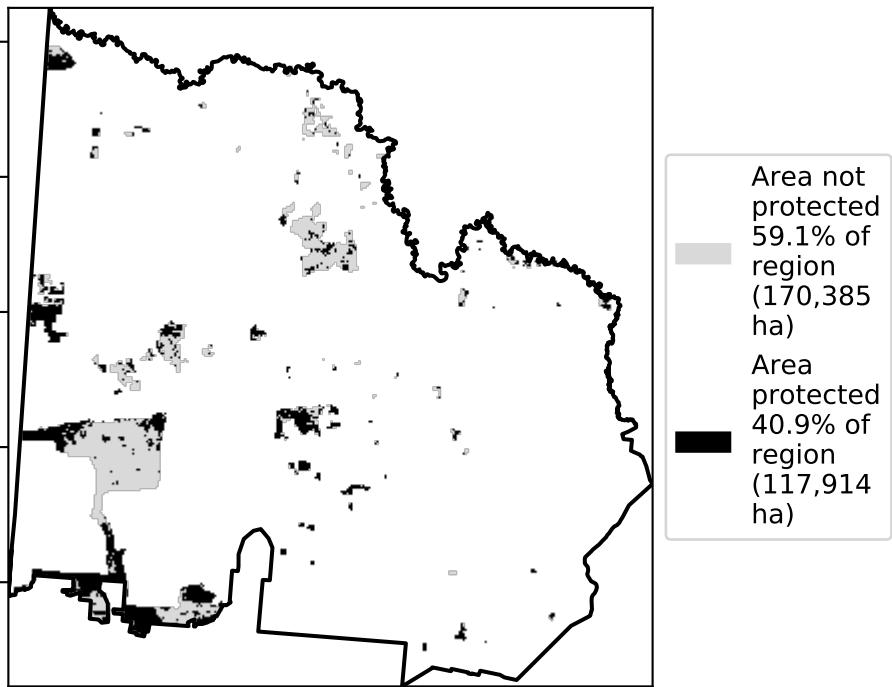 Area not
protected
59.1% of
region
(170,385
ha)
Area
protected
40.9% of
region
(117,914
ha)